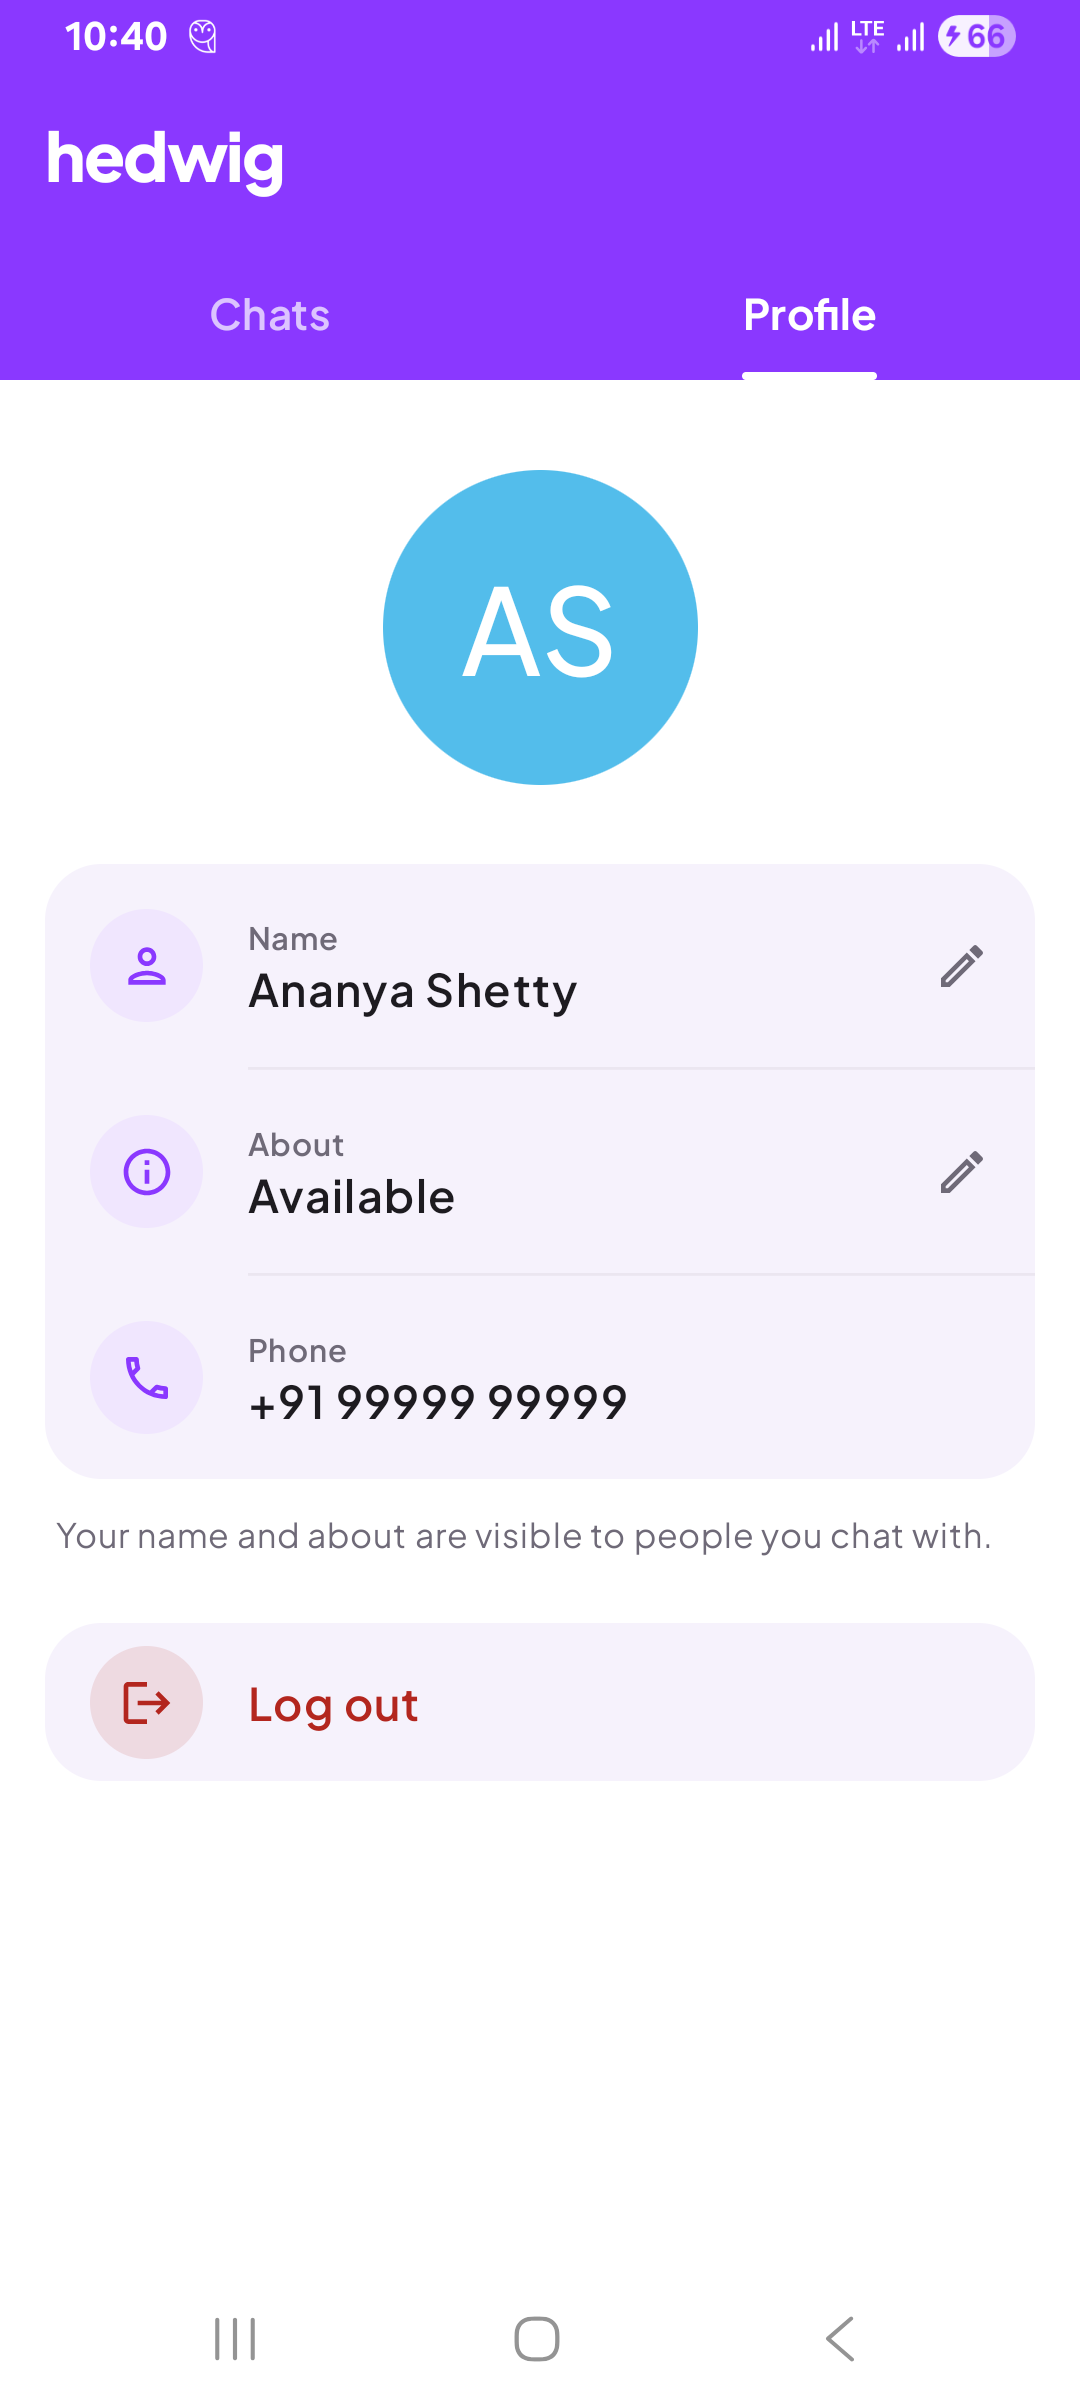 10:40 LTE 66
hedwig
Chats Profile
AS
Name
Ananya Shetty
About
Available
Phone
+91 99999 99999
Your name and about are visible to people you chat with.
Log out